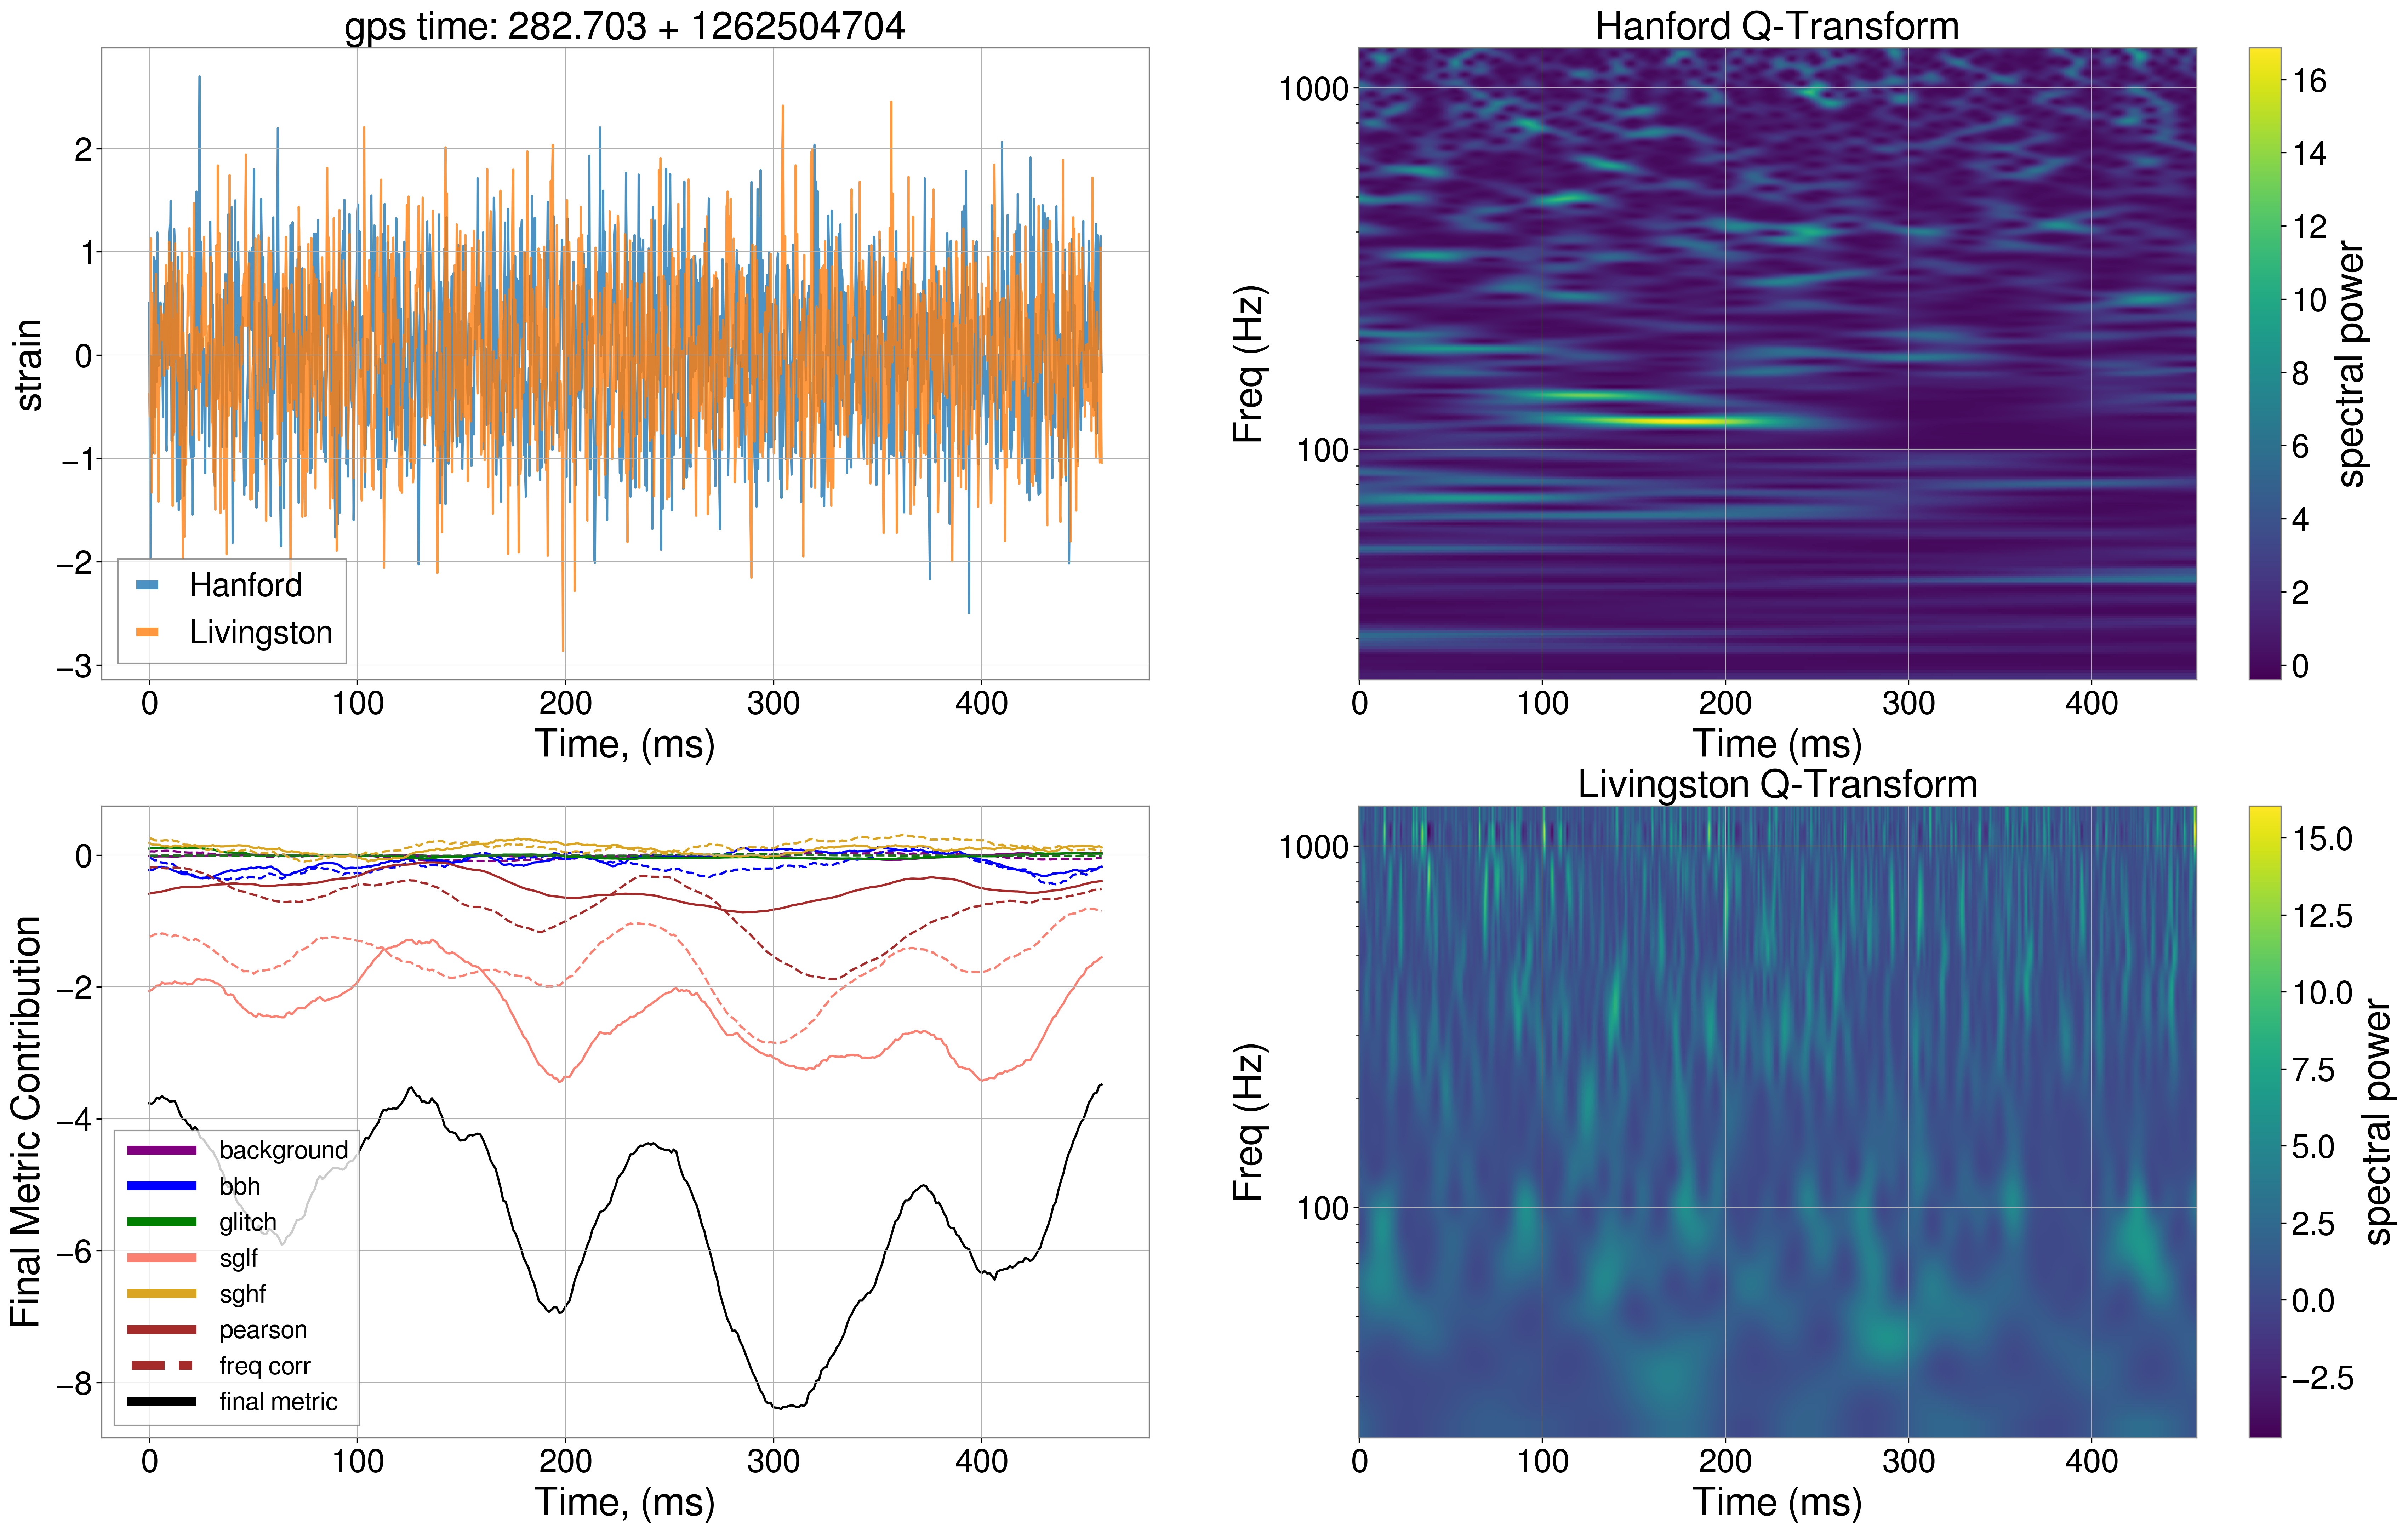 gps time: 282.703 + 1262504704
strain
2
1
0
−1
−2
−3
Hanford
Livingston
0 100 200 300 400
Time, (ms)
Hanford Q-Transform
Freq (Hz)
1000
100
0 100 200 300 400
Time (ms)
16
14
12
10
8
6
4
2
0
spectral power
Final Metric Contribution
0
−2
−4
−6
−8
background
bbh
glitch
sglf
sghf
pearson
freq corr
final metric
0 100 200 300 400
Time, (ms)
Livingston Q-Transform
Freq (Hz)
1000
100
0 100 200 300 400
Time (ms)
15.0
12.5
10.0
7.5
5.0
2.5
0.0
−2.5
spectral power